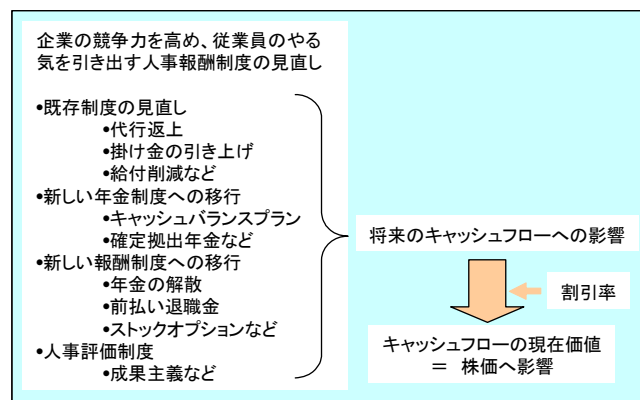 企業の競争力を高め、従業員のやる
気を引き出す人事報酬制度の見直し
•既存制度の見直し
•代行返上
•掛け金の引き上げ
•給付削減など
•新しい年金制度への移行
•キャッシュバランスプラン
•確定拠出年金など
•新しい報酬制度への移行
•年金の解散
•前払い退職金
•ストックオプションなど
•人事評価制度
•成果主義など
将来のキャッシュフローへの影響
割引率
キャッシュフローの現在価値
＝ 株価へ影響